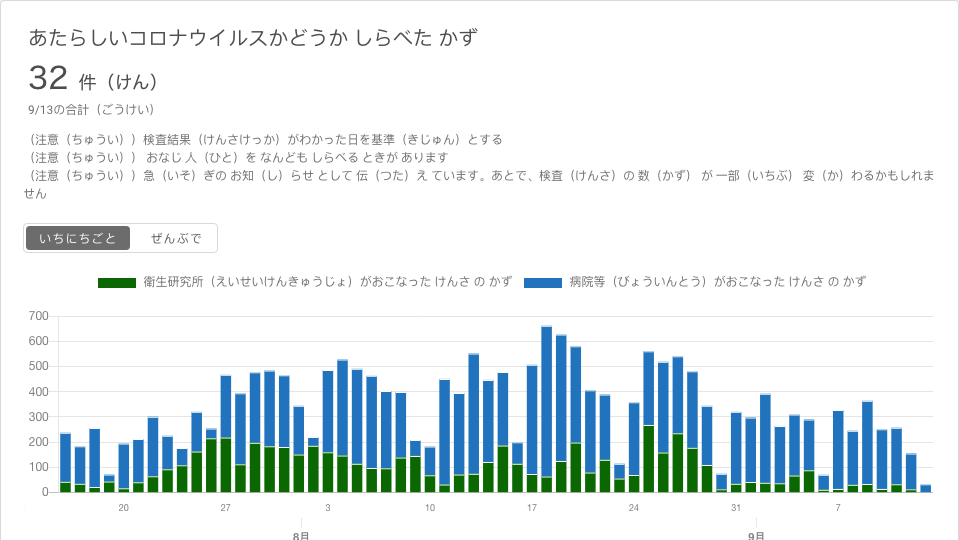 あたらしいコロナウイルスかどうか しらべた かず
32 件（けん）
9/13の合計（ごうけい）
（注意（ちゅうい））検査結果（けんさけっか）がわかった日を基準（きじゅん）とする
（注意（ちゅうい）） おなじ 人（ひと）を なんども しらべる ときが あります
（注意（ちゅうい））急（いそ）ぎの お知（し）らせ として 伝（つた）え ています。あとで、検査（けんさ）の 数（かず） が 一部（いちぶ） 変（か）わるかもしれま
せん
いちにちごと ぜんぶで
衛生研究所（えいせいけんきゅうじょ）がおこなった けんさ の かず 病院等（びょういんとう）がおこなった けんさ の かず
700
600
500
400
300
200
100
0
20 27 3 10 17 24 31 7
8月 9月